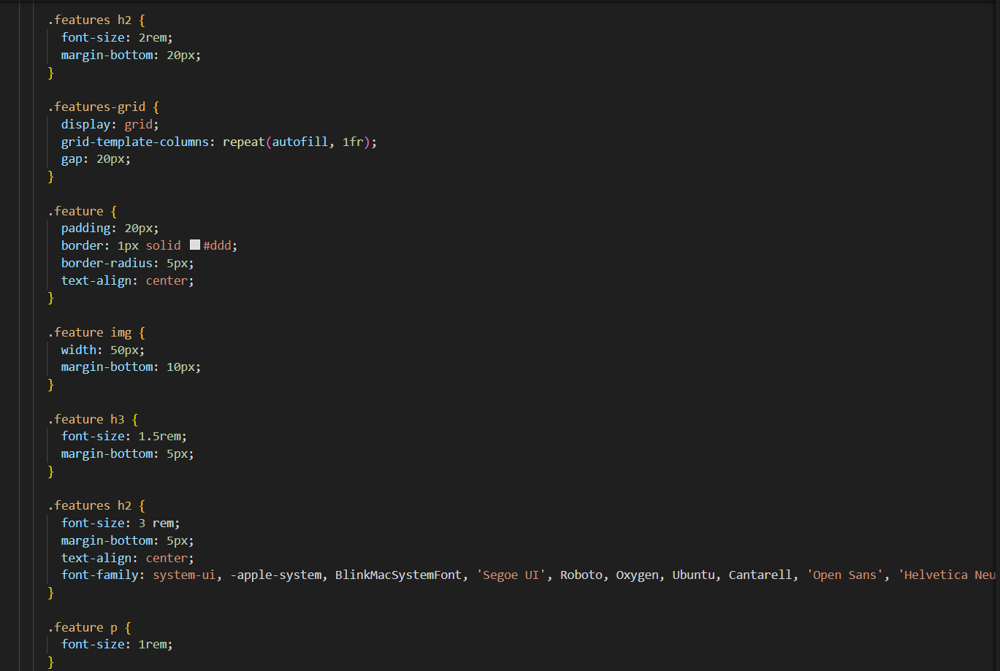 .features h2 {
  font-size: 2rem;
  margin-bottom: 20px;
}

.features-grid {
  display: grid;
  grid-template-columns: repeat(autofill, 1fr);
  gap: 20px;
}

.feature {
  padding: 20px;
  border: 1px solid #ddd;
  border-radius: 5px;
  text-align: center;
}

.feature img {
  width: 50px;
  margin-bottom: 10px;
}

.feature h3 {
  font-size: 1.5rem;
  margin-bottom: 5px;
}

.features h2 {
  font-size: 3 rem;
  margin-bottom: 5px;
  text-align: center;
  font-family: system-ui, -apple-system, BlinkMacSystemFont, 'Segoe UI', Roboto, Oxygen, Ubuntu, Cantarell, 'Open Sans', 'Helvetica Neu
}

.feature p {
  font-size: 1rem;
}